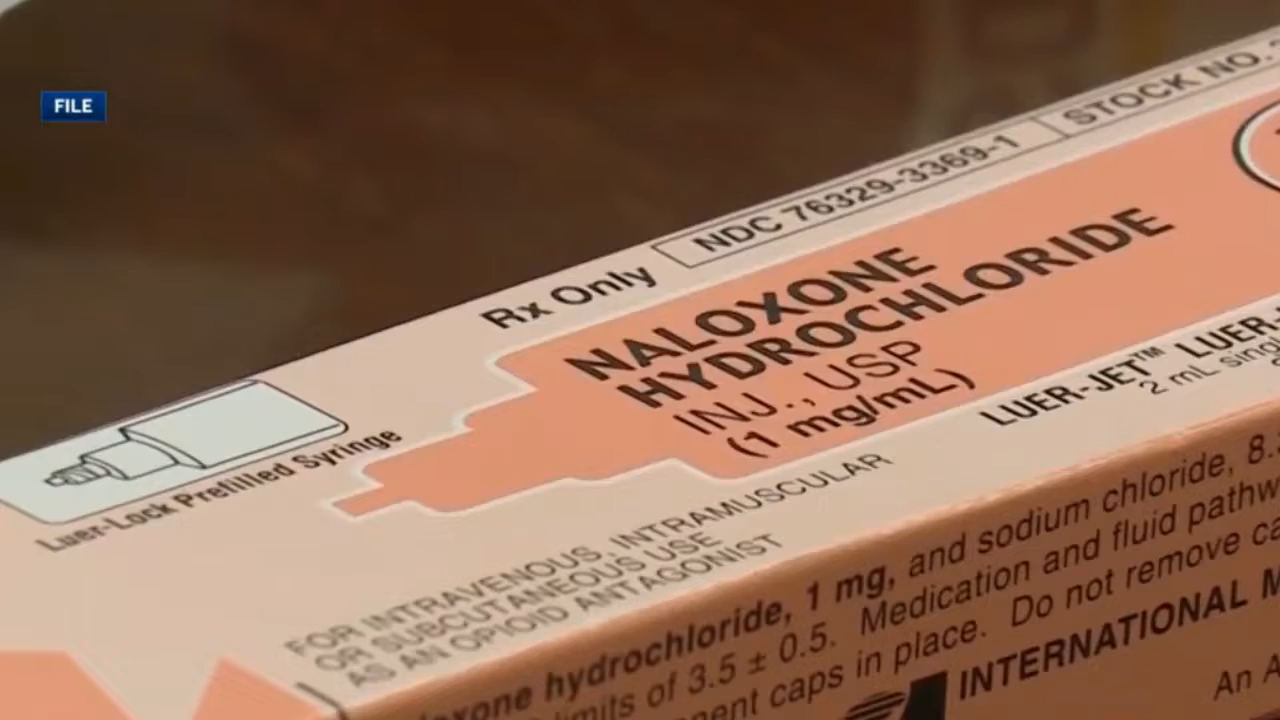 FILE
Rx Only
NDC 76329-3369-1
STOCK NO.
NALOXONE
HYDROCHLORIDE
INJ., USP
(1 mg/mL)
LUER-JET™ LUER-
2 mL
Luer-Lock Prefilled Syringe
FOR INTRAVENOUS, INTRAMUSCULAR
OR SUBCUTANEOUS USE
AS AN OPIOID ANTAGONIST
hydrochloride, 1 mg, and sodium chloride, 8.
limits of 3.5 ± 0.5. Medication and fluid
caps in place. Do not remove
INTERNATIONAL
An